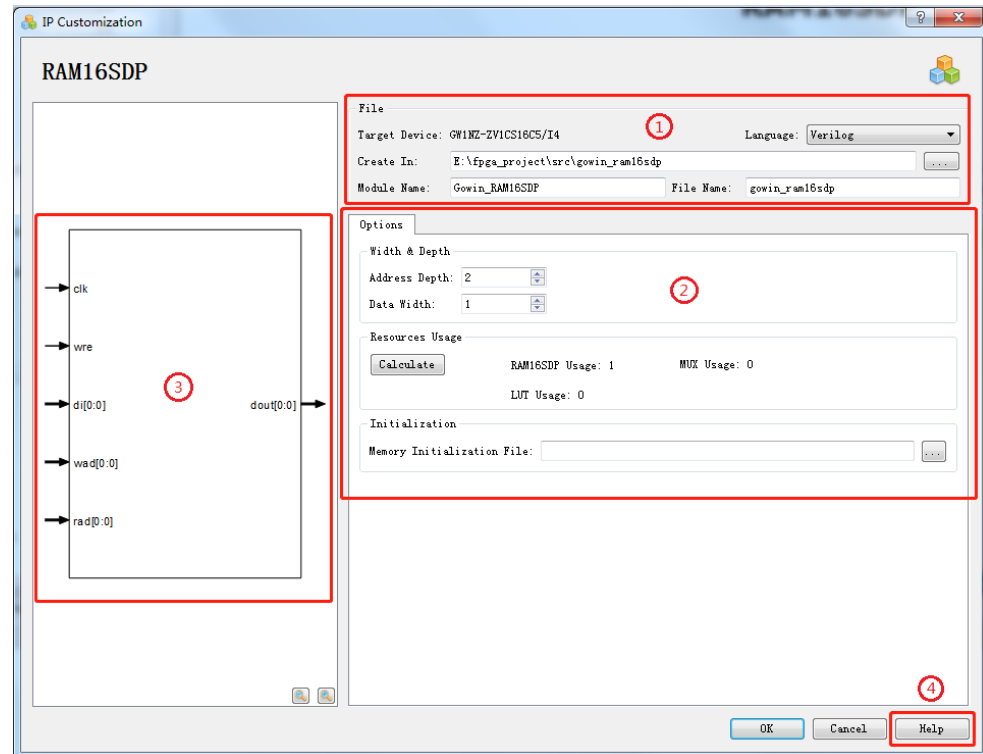 IP Customization
RAM16SDP
File
Target Device: GW1NZ-ZV1CS16C5/I4
①
Language: Verilog
Create In: E:\fpga_project\src\gowin_ram16sdp ...
Module Name: Gowin_RAM16SDP File Name: gowin_ram16sdp
Options
Width & Depth
Address Depth: 2
②
Data Width: 1
Resources Usage
Calculate RAM16SDP Usage: 1 MUX Usage: 0
LUT Usage: 0
Initialization
Memory Initialization File: ...
clk
wre
③
di[0:0] dout[0:0]
wad[0:0]
rad[0:0]
④
OK Cancel Help